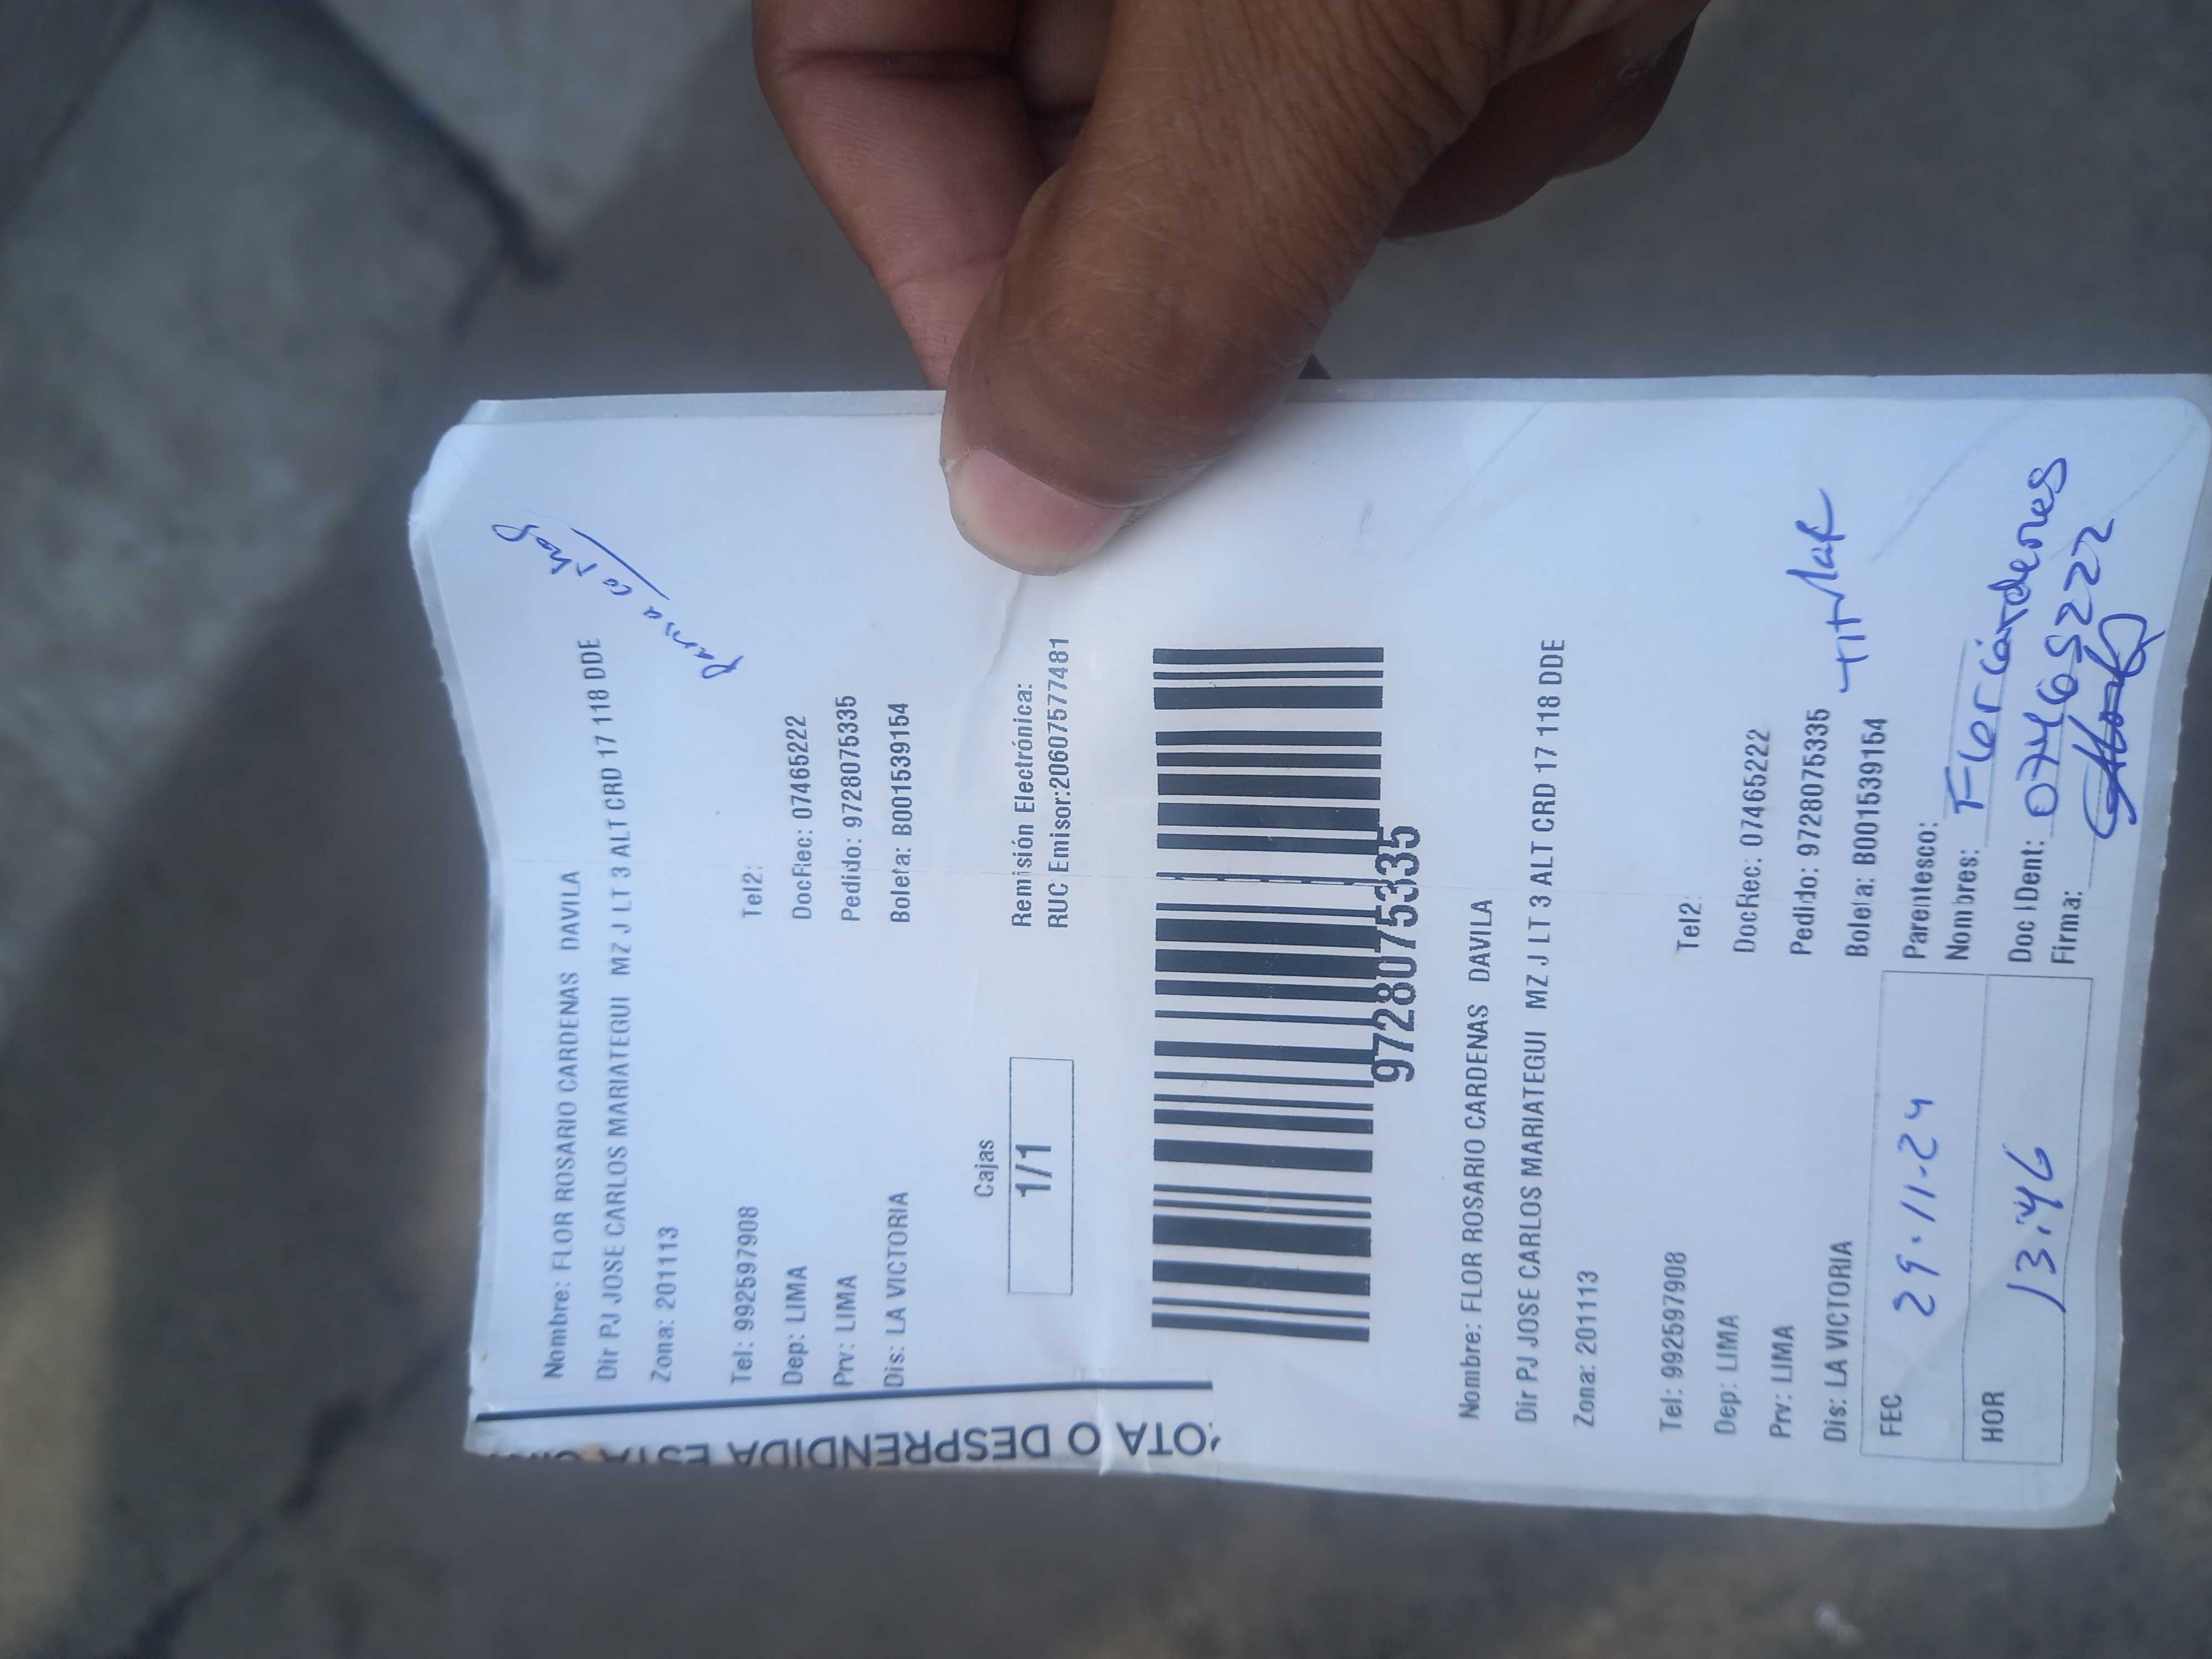 Nombre: FLOR ROSARIO CARDENAS DAVILA
Dir PJ JOSE CARLOS MARIATEGUI MZ J LT 3 ALT CRD 17 118 DDE
Zona: 201113
Tel: 992597908 Tel2:
Dep: LIMA DocRec: 07465222
Prv: LIMA Pedido: 9728075335
Dis: LA VICTORIA Boleta: B001539154
Cajas
1/1
Remisión Electrónica:
RUC Emisor:20607577481
OTA O DESPRENDIDA ESTA
9728075335
Nombre: FLOR ROSARIO CARDENAS DAVILA
Dir PJ JOSE CARLOS MARIATEGUI MZ J LT 3 ALT CRD 17 118 DDE
Zona: 201113
Tel: 992597908 Tel2:
Dep: LIMA DocRec: 07465222
Prv: LIMA Pedido: 9728075335
Dis: LA VICTORIA Boleta: B001539154
FEC 29-11-24
HOR 13:46
Parentesco: titular
Nombres: Flor Cárdenas
Doc IDent: 07465222
Firma: